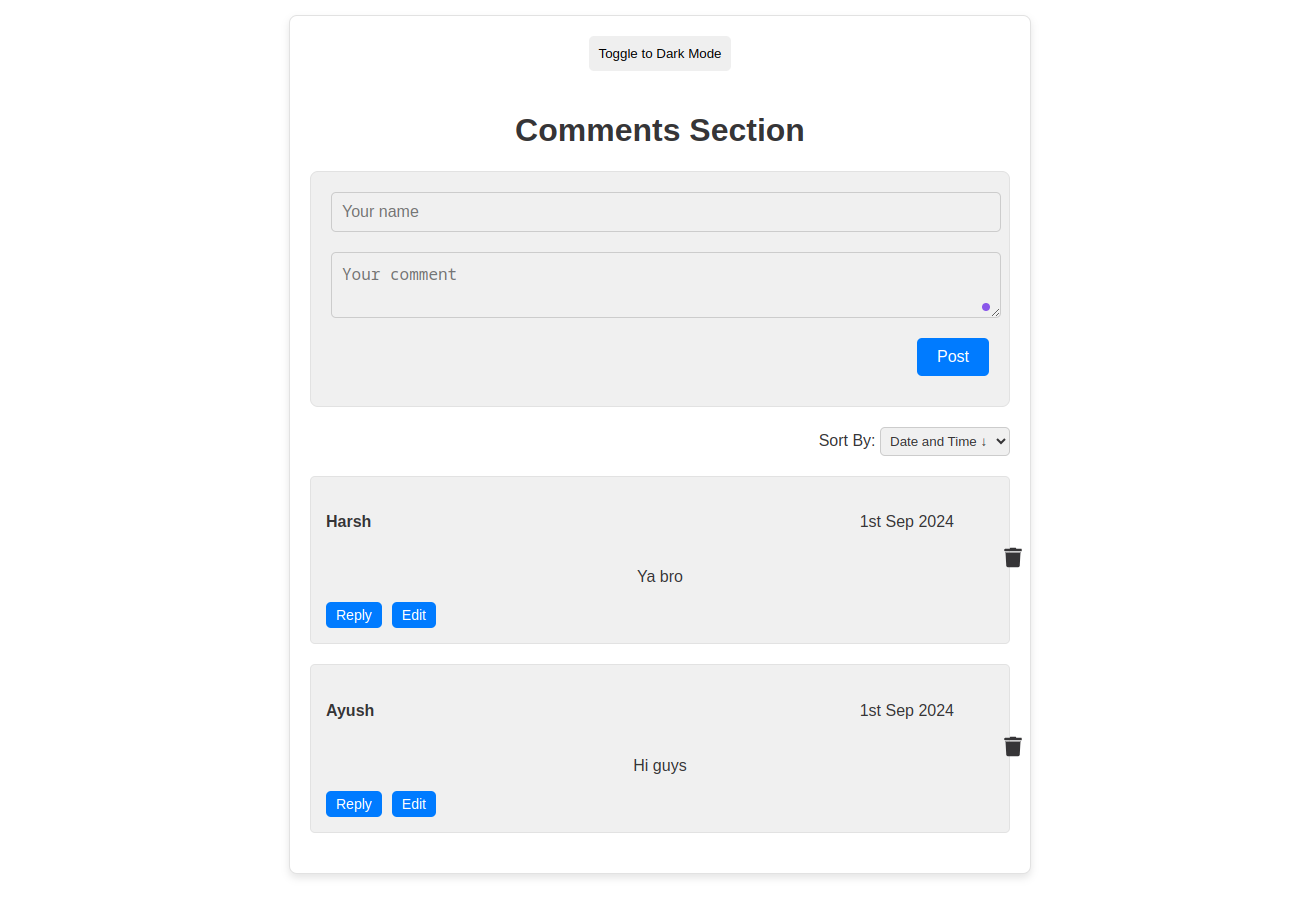 Toggle to Dark Mode
Comments Section
Your name
Your comment
Post
Sort By: Date and Time ↓
Harsh 1st Sep 2024
Ya bro
Reply Edit
Ayush 1st Sep 2024
Hi guys
Reply Edit